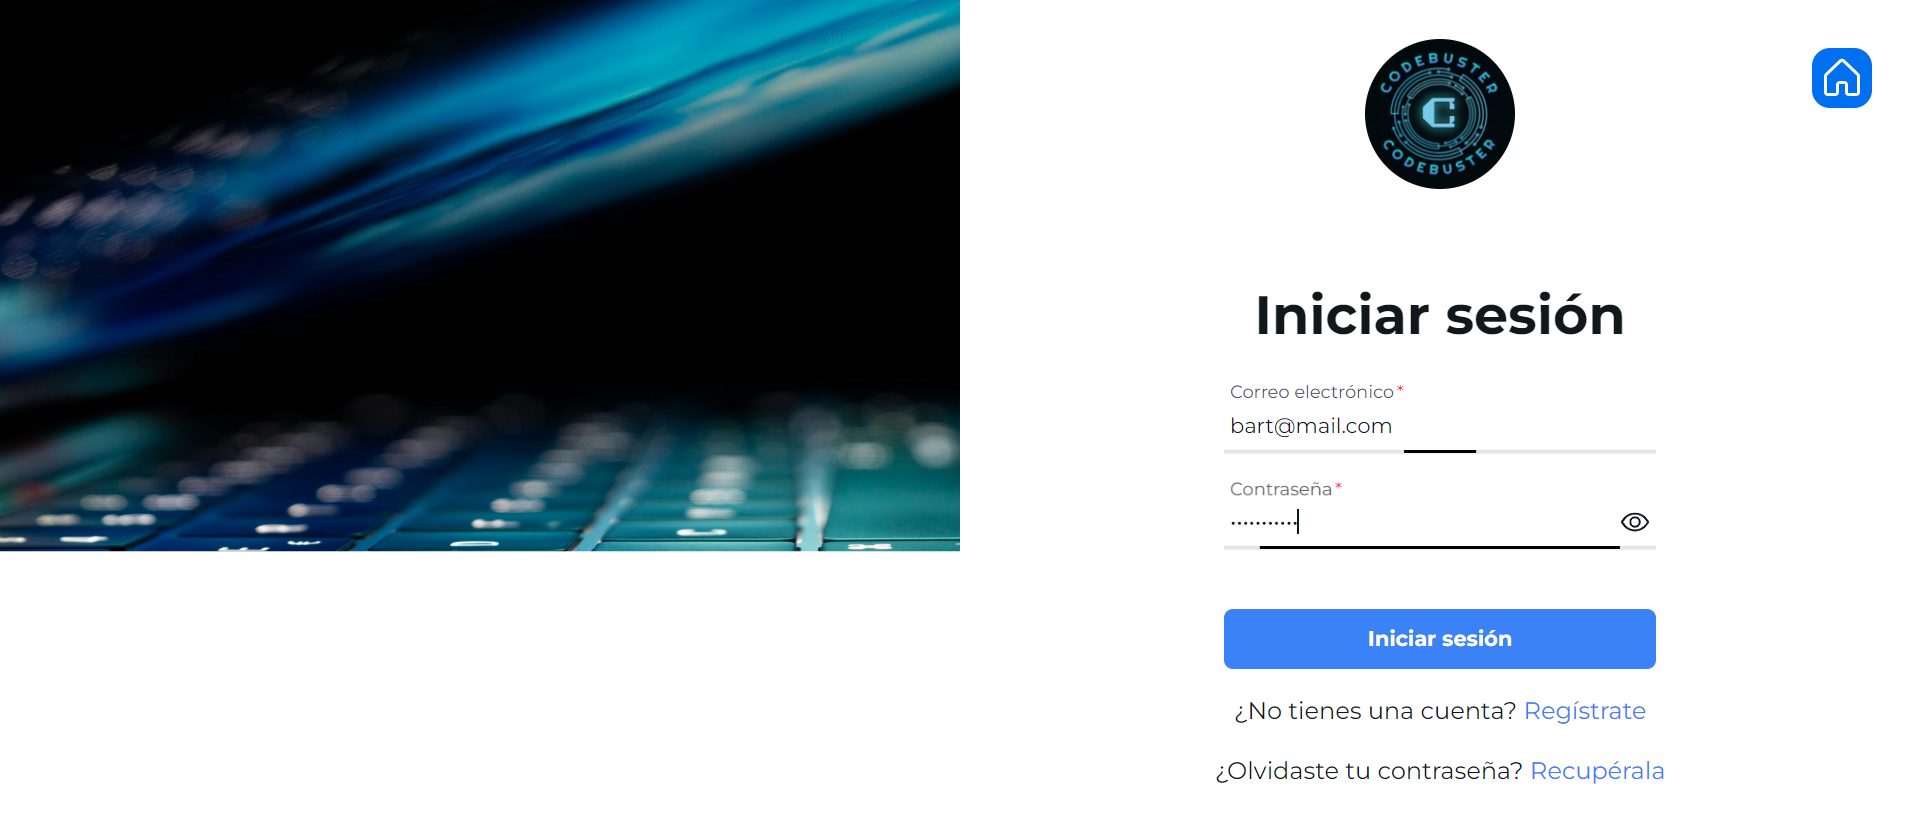 CODEBUSTER
C
CODEBUSTER
Iniciar sesión
Correo electrónico*
bart@mail.com
Contraseña*
···········
Iniciar sesión
¿No tienes una cuenta? Regístrate
¿Olvidaste tu contraseña? Recupérala